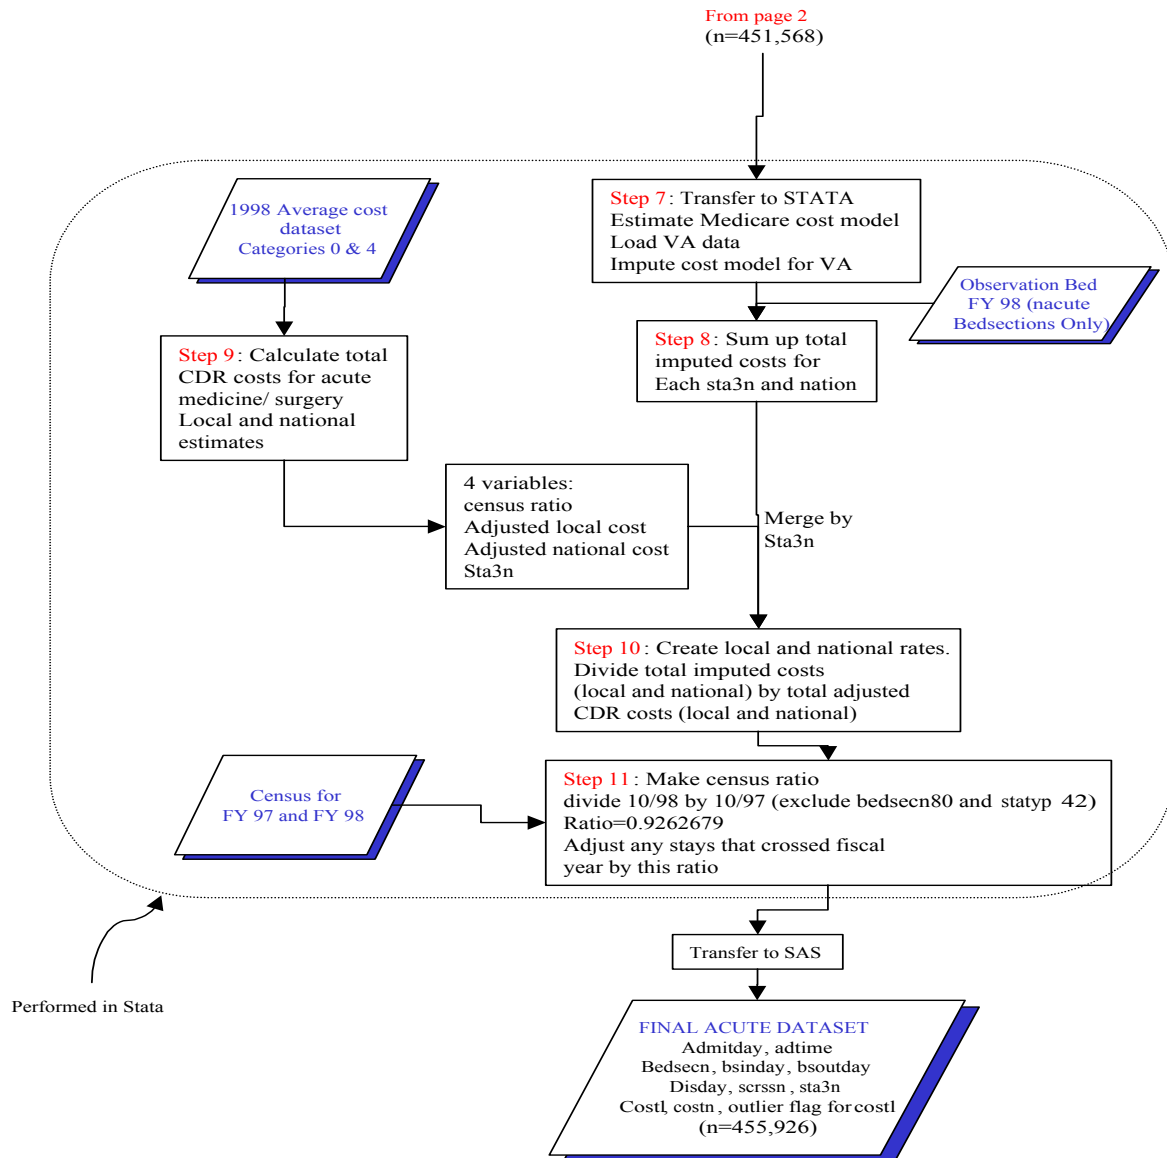 From page 2
(n=451,568)
1998 Average cost
dataset
Categories 0 & 4
Step 7: Transfer to STATA
Estimate Medicare cost model
Load VA data
Impute cost model for VA
Observation Bed
FY 98 (nacute
Bedsections Only)
Step 9: Calculate total
CDR costs for acute
medicine/ surgery
Local and national
estimates
Step 8: Sum up total
imputed costs for
Each sta3n and nation
4 variables:
census ratio
Adjusted local cost
Adjusted national cost
Sta3n
Merge by
Sta3n
Step 10: Create local and national rates.
Divide total imputed costs
(local and national) by total adjusted
CDR costs (local and national)
Census for
FY 97 and FY 98
Step 11: Make census ratio
divide 10/98 by 10/97 (exclude bedsecn80 and statyp 42)
Ratio=0.9262679
Adjust any stays that crossed fiscal
year by this ratio
Transfer to SAS
Performed in Stata
FINAL ACUTE DATASET
Admitday, adtime
Bedsecn, bsinday, bsoutday
Disday, scrssn, sta3n
Costl, costn, outlier flag for costl
(n=455,926)